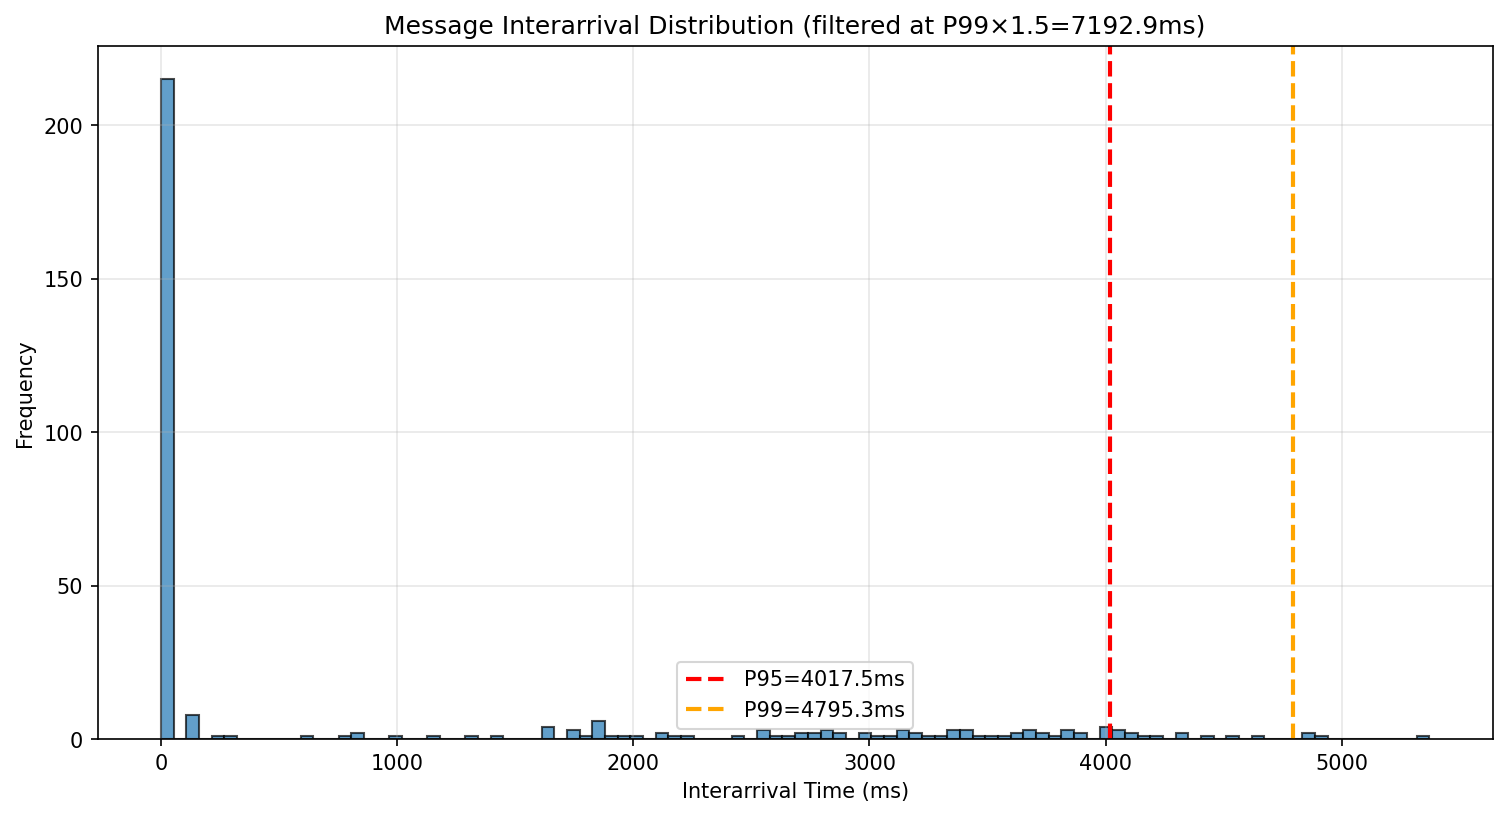 Message Interarrival Distribution (filtered at P99×1.5=7192.9ms)
Frequency
200
150
100
50
0
P95=4017.5ms
P99=4795.3ms
0 1000 2000 3000 4000 5000
Interarrival Time (ms)